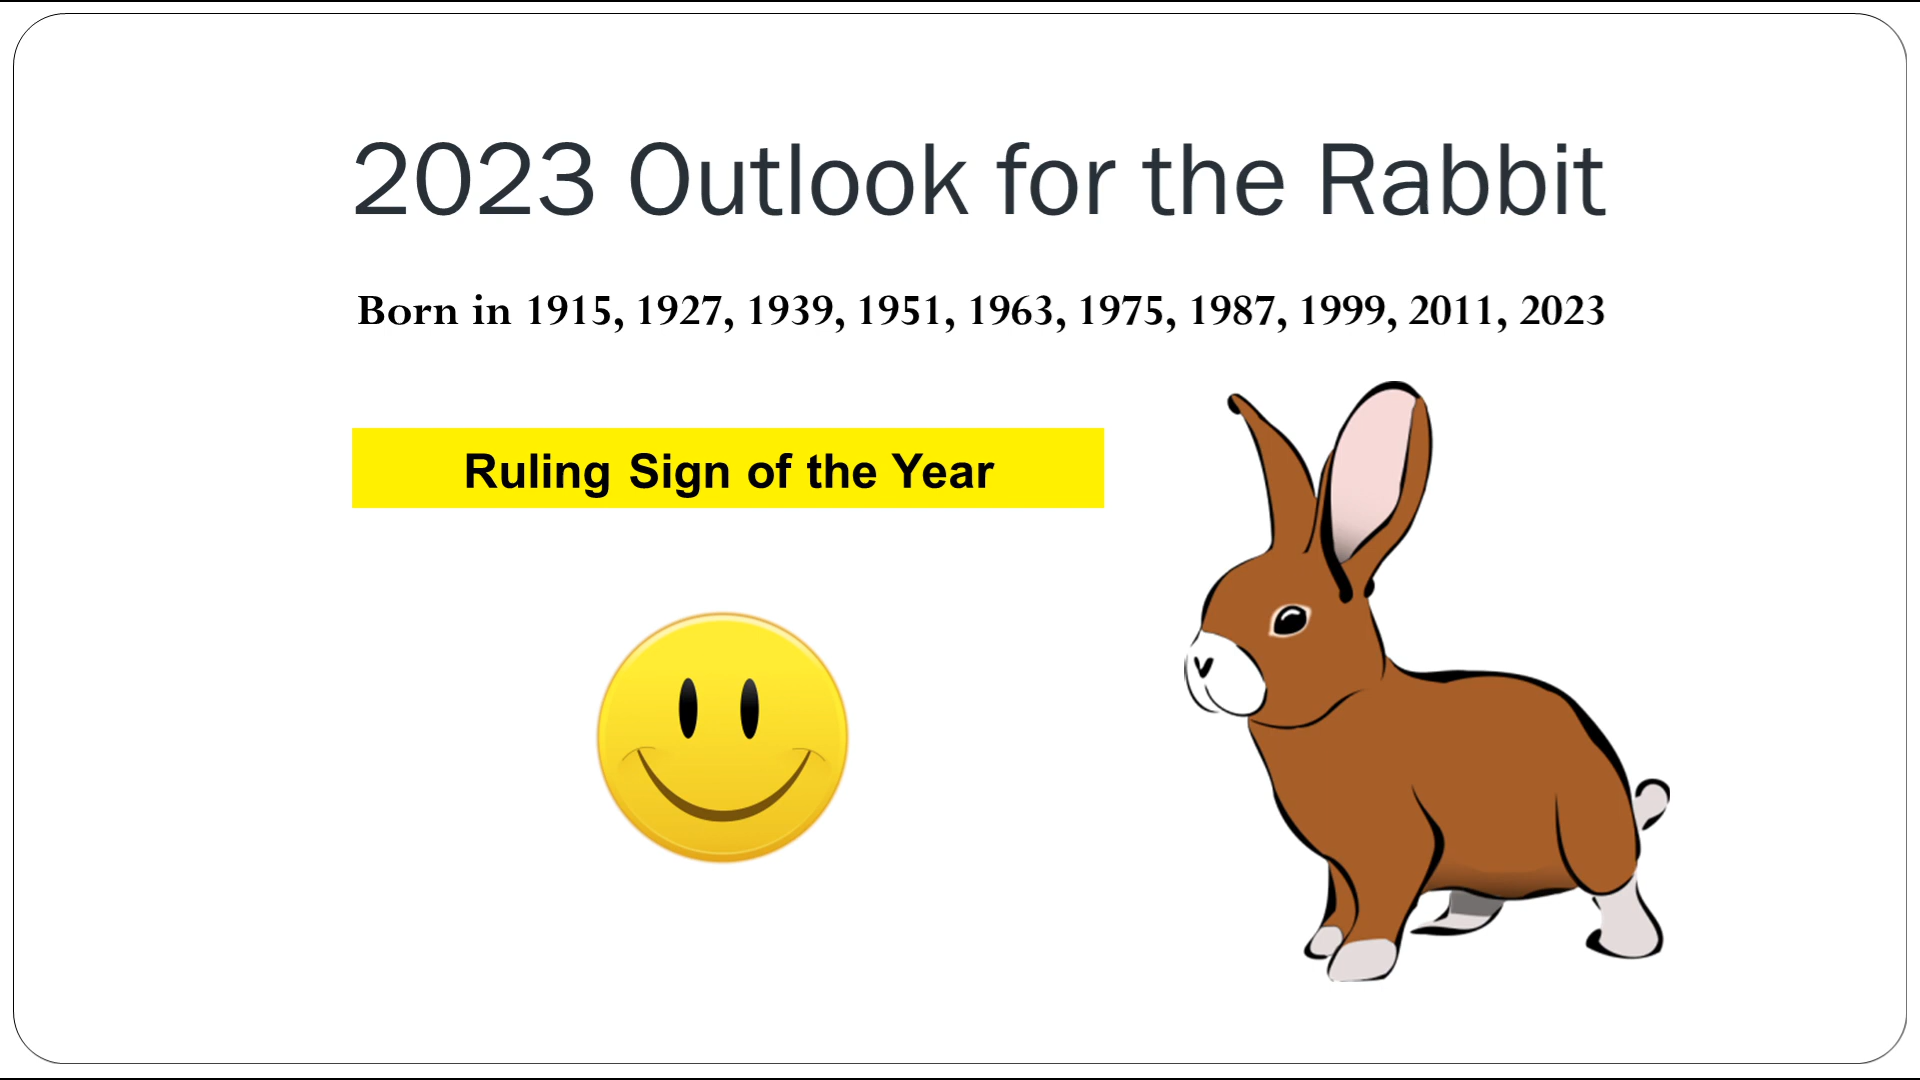 2023 Outlook for the Rabbit
Born in 1915, 1927, 1939, 1951, 1963, 1975, 1987, 1999, 2011, 2023
Ruling Sign of the Year